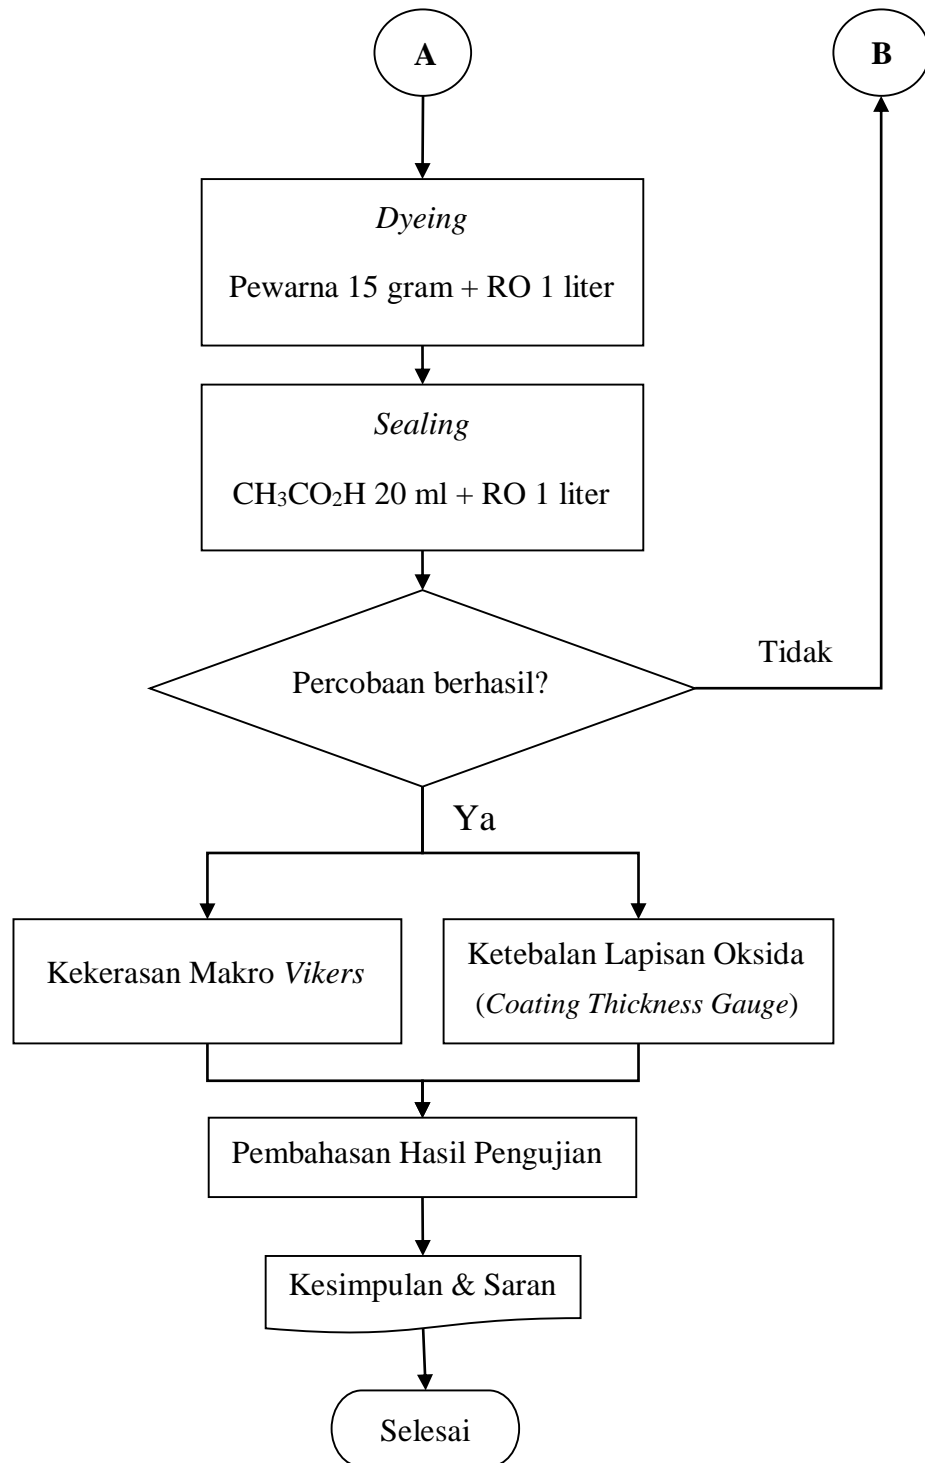 A
B
Dyeing
Pewarna 15 gram + RO 1 liter
Sealing
CH₃CO₂H 20 ml + RO 1 liter
Percobaan berhasil?
Tidak
Ya
Kekerasan Makro Vikers
Ketebalan Lapisan Oksida
(Coating Thickness Gauge)
Pembahasan Hasil Pengujian
Kesimpulan & Saran
Selesai